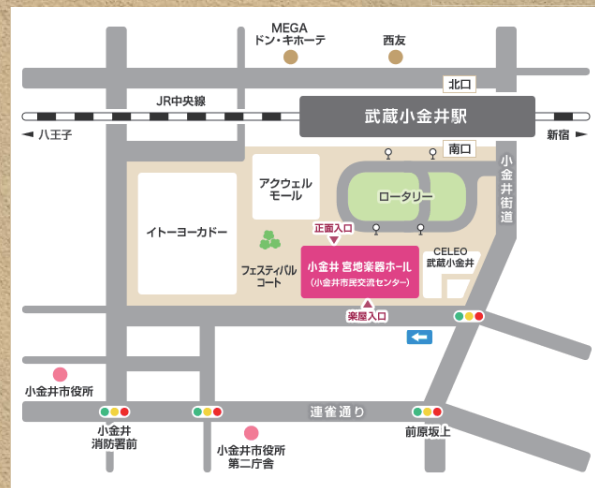 MEGA
ドン・キホーテ
西友
北口
JR中央線
武蔵小金井駅
八王子
新宿
南口
小金井街道
アクウェル
モール
ロータリー
イトーヨーカドー
正面入口
フェスティバル
コート
小金井 宮地楽器ホール
(小金井市民交流センター)
CELEO
武蔵小金井
楽屋入口
小金井市役所
連雀通り
小金井
消防署前
小金井市役所
第二庁舎
前原坂上